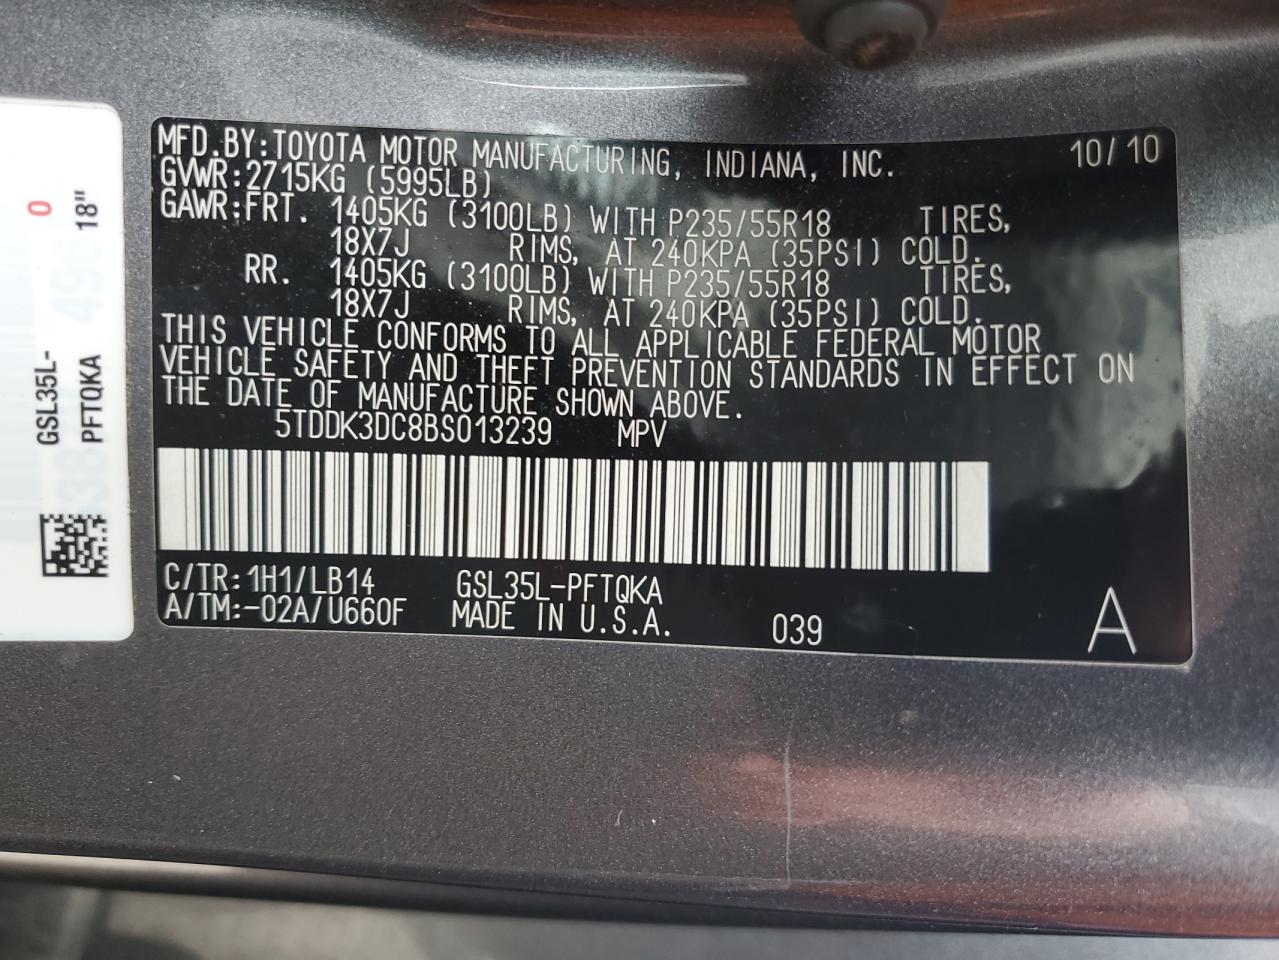 MFD.BY:TOYOTA MOTOR MANUFACTURING, INDIANA, INC. 10/10
GVWR:2715KG (5995LB)
GAWR:FRT. 1405KG (3100LB) WITH P235/55R18 TIRES,
18X7J RIMS, AT 240KPA (35PSI) COLD.
RR. 1405KG (3100LB) WITH P235/55R18 TIRES,
18X7J RIMS, AT 240KPA (35PSI) COLD.
THIS VEHICLE CONFORMS TO ALL APPLICABLE FEDERAL MOTOR
VEHICLE SAFETY AND THEFT PREVENTION STANDARDS IN EFFECT ON
THE DATE OF MANUFACTURE SHOWN ABOVE.
5TDDK3DC8BS013239 MPV
C/TR:1H1/LB14 GSL35L-PFTQKA
A/TM:-02A/U660F MADE IN U.S.A. 039 A
GSL35L- 0
PFTQKA 18"